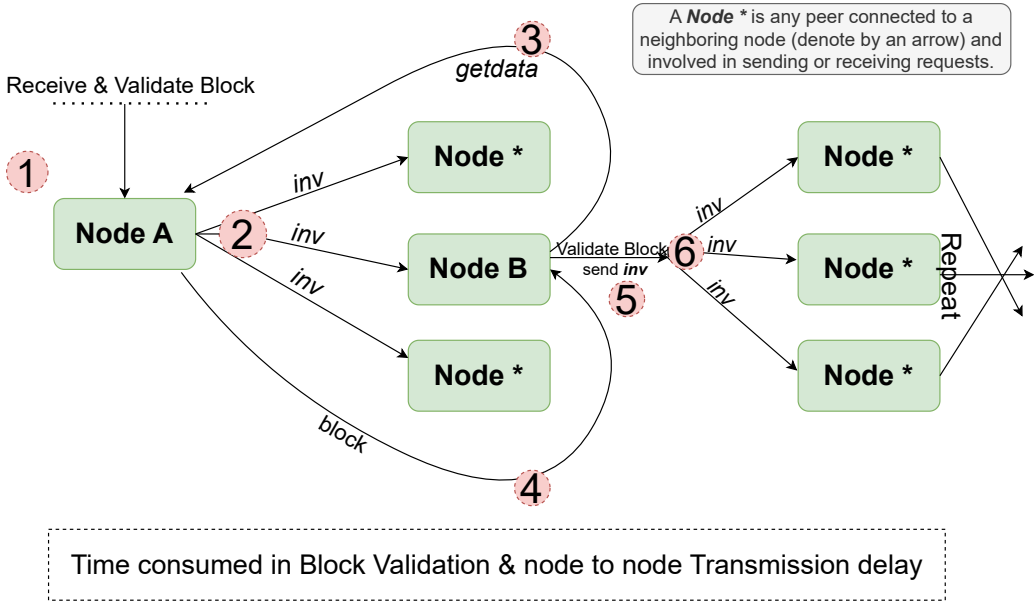 A Node * is any peer connected to a
neighboring node (denote by an arrow) and
involved in sending or receiving requests.
3
getdata
Receive & Validate Block
1
Node A
2
inv
inv
inv
Node *
Node B
Node *
block
4
Validate Block
send inv
5
6
inv
inv
inv
Node *
Node *
Node *
Repeat
Time consumed in Block Validation & node to node Transmission delay